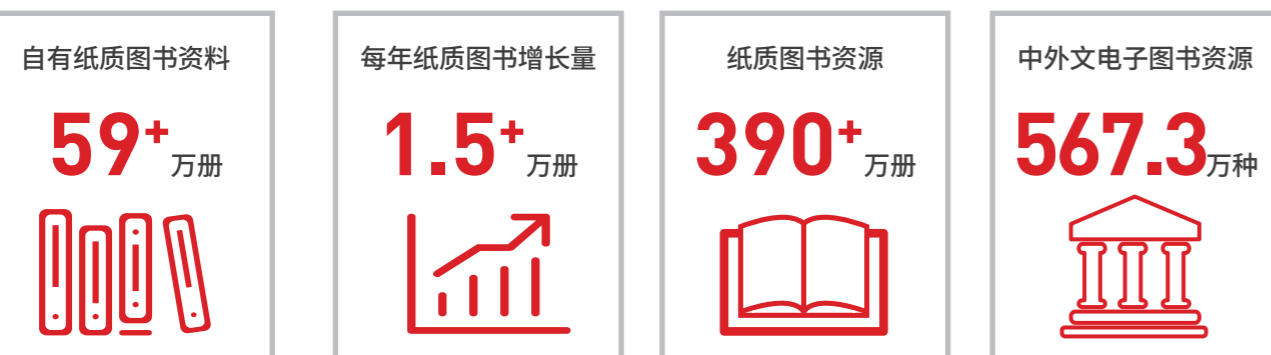 自有纸质图书资料
59+万册
每年纸质图书增长量
1.5+万册
纸质图书资源
390+万册
中外文电子图书资源
567.3万种